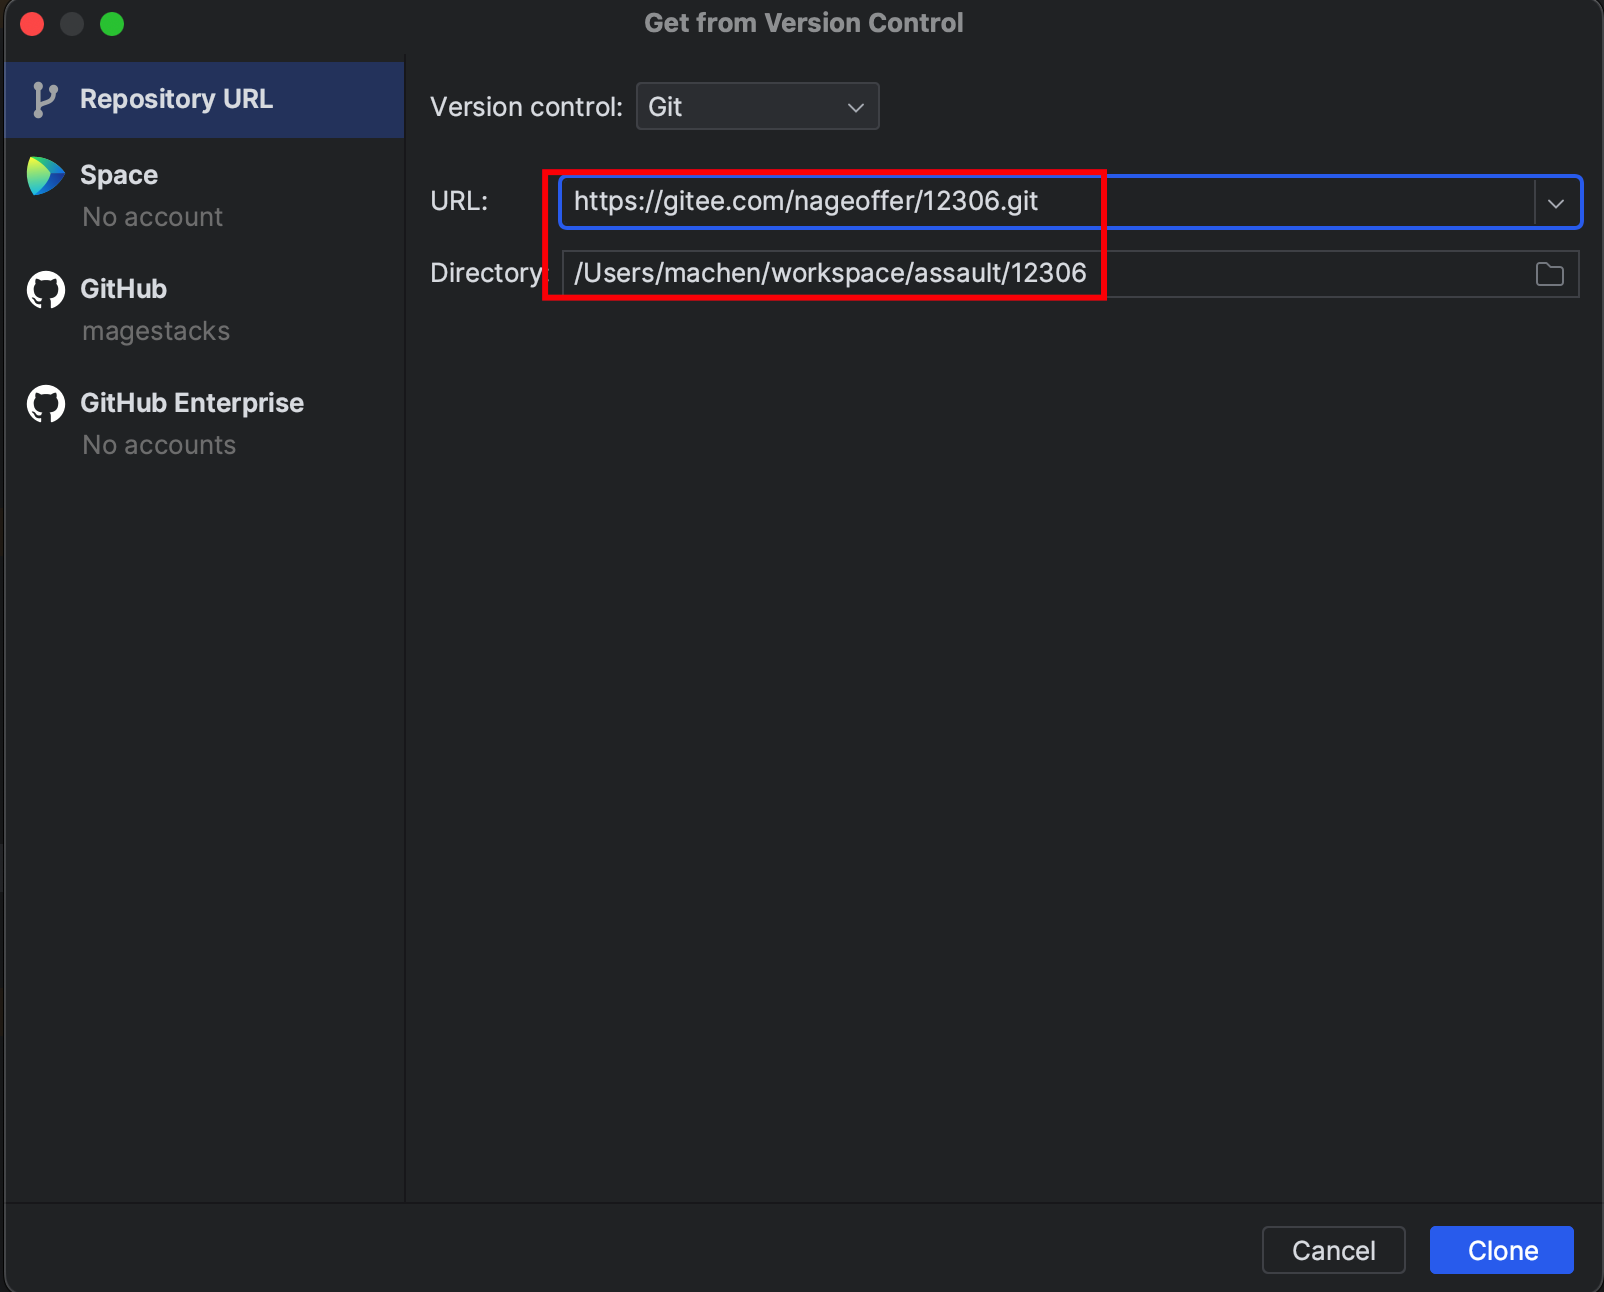 Get from Version Control
Repository URL
Space
No account
GitHub
magestacks
GitHub Enterprise
No accounts
Version control: Git
URL: https://gitee.com/nageoffer/12306.git
Directory: /Users/machen/workspace/assault/12306
Cancel Clone